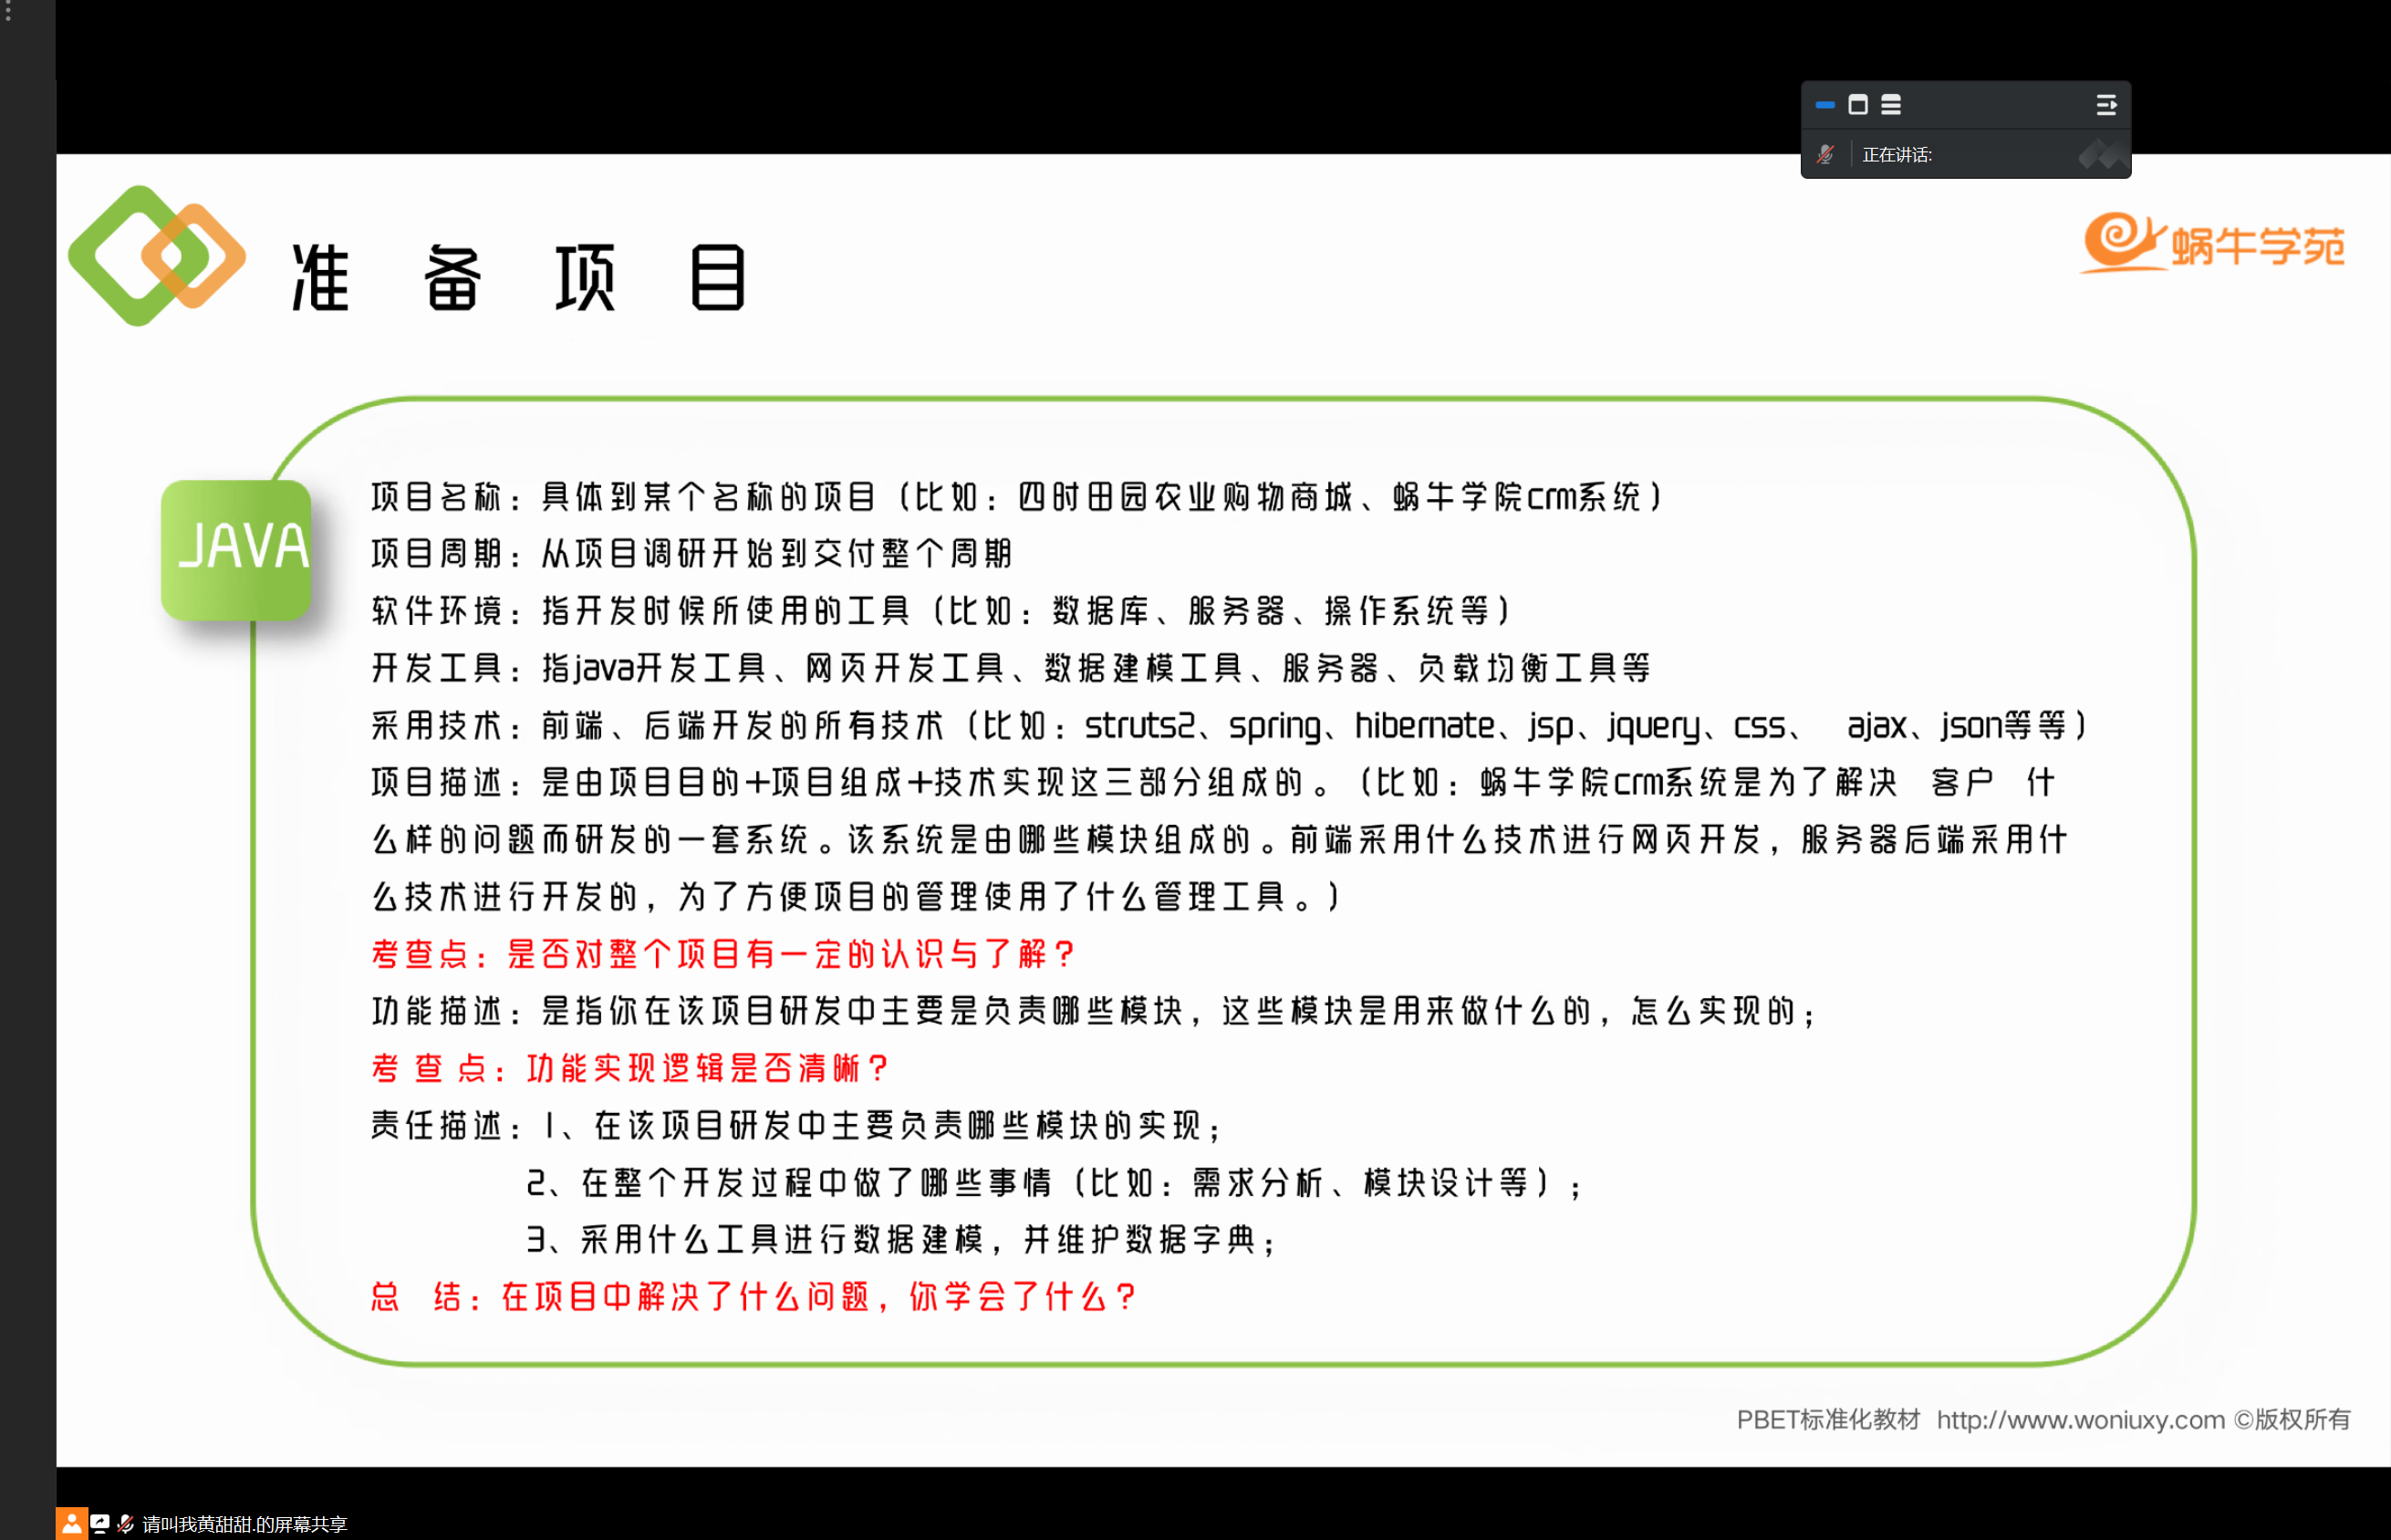 正在讲话:
准备项目
蜗牛学苑
JAVA
项目名称：具体到某个名称的项目（比如：四时田园农业购物商城、蜗牛学院crm系统）
项目周期：从项目调研开始到交付整个周期
软件环境：指开发时候所使用的工具（比如：数据库、服务器、操作系统等）
开发工具：指java开发工具、网页开发工具、数据建模工具、服务器、负载均衡工具等
采用技术：前端、后端开发的所有技术（比如：struts2、spring、hibernate、jsp、jquery、css、 ajax、json等等）
项目描述：是由项目目的+项目组成+技术实现这三部分组成的。（比如：蜗牛学院crm系统是为了解决 客户 什
么样的问题而研发的一套系统。该系统是由哪些模块组成的。前端采用什么技术进行网页开发，服务器后端采用什
么技术进行开发的，为了方便项目的管理使用了什么管理工具。）
考查点：是否对整个项目有一定的认识与了解？
功能描述：是指你在该项目研发中主要是负责哪些模块，这些模块是用来做什么的，怎么实现的；
考 查 点：功能实现逻辑是否清晰？
责任描述：1、在该项目研发中主要负责哪些模块的实现；
2、在整个开发过程中做了哪些事情（比如：需求分析、模块设计等）；
3、采用什么工具进行数据建模，并维护数据字典；
总 结：在项目中解决了什么问题，你学会了什么？
PBET标准化教材 http://www.woniuxy.com ©版权所有
请叫我黄甜甜.的屏幕共享